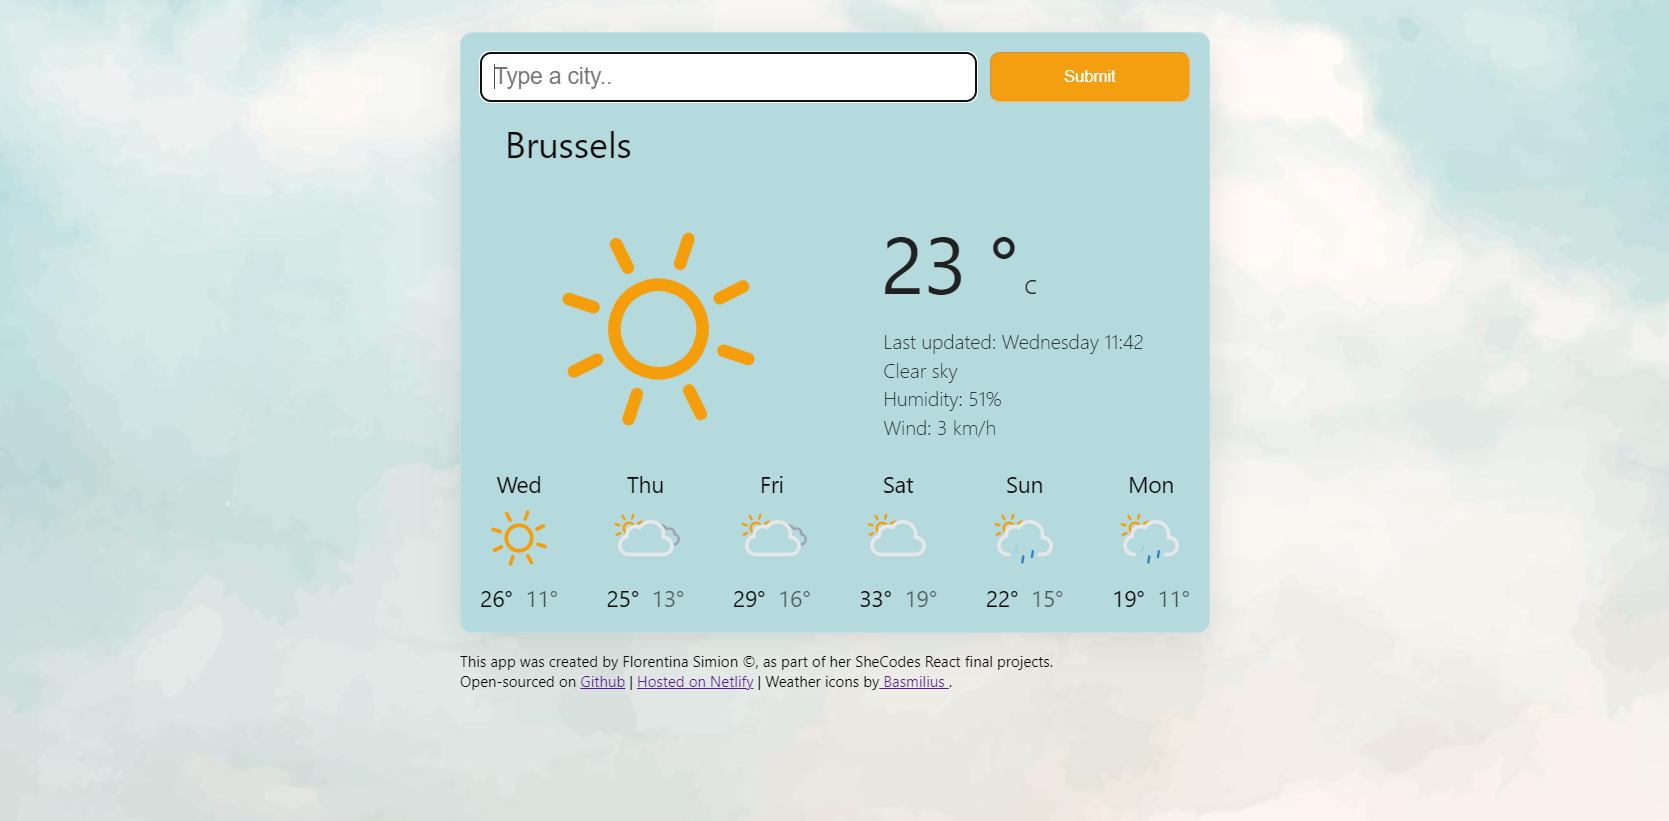 Type a city..
Submit
Brussels
23 °C
Last updated: Wednesday 11:42
Clear sky
Humidity: 51%
Wind: 3 km/h
Wed Thu Fri Sat Sun Mon
26° 11° 25° 13° 29° 16° 33° 19° 22° 15° 19° 11°
This app was created by Florentina Simion ©, as part of her SheCodes React final projects.
Open-sourced on Github | Hosted on Netlify | Weather icons by Basmilius .